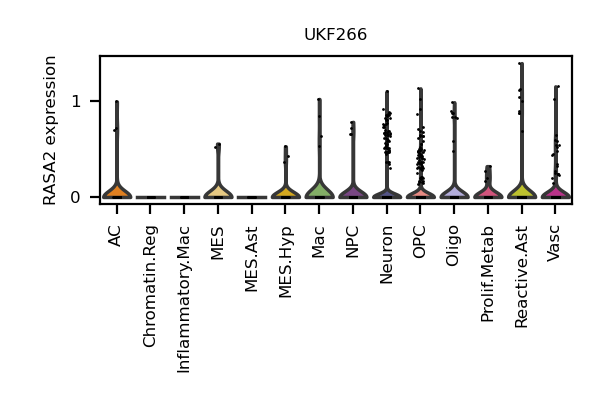 UKF266
RASA2 expression
1
0
AC
Chromatin.Reg
Inflammatory.Mac
MES
MES.Ast
MES.Hyp
Mac
NPC
Neuron
OPC
Oligo
Prolif.Metab
Reactive.Ast
Vasc